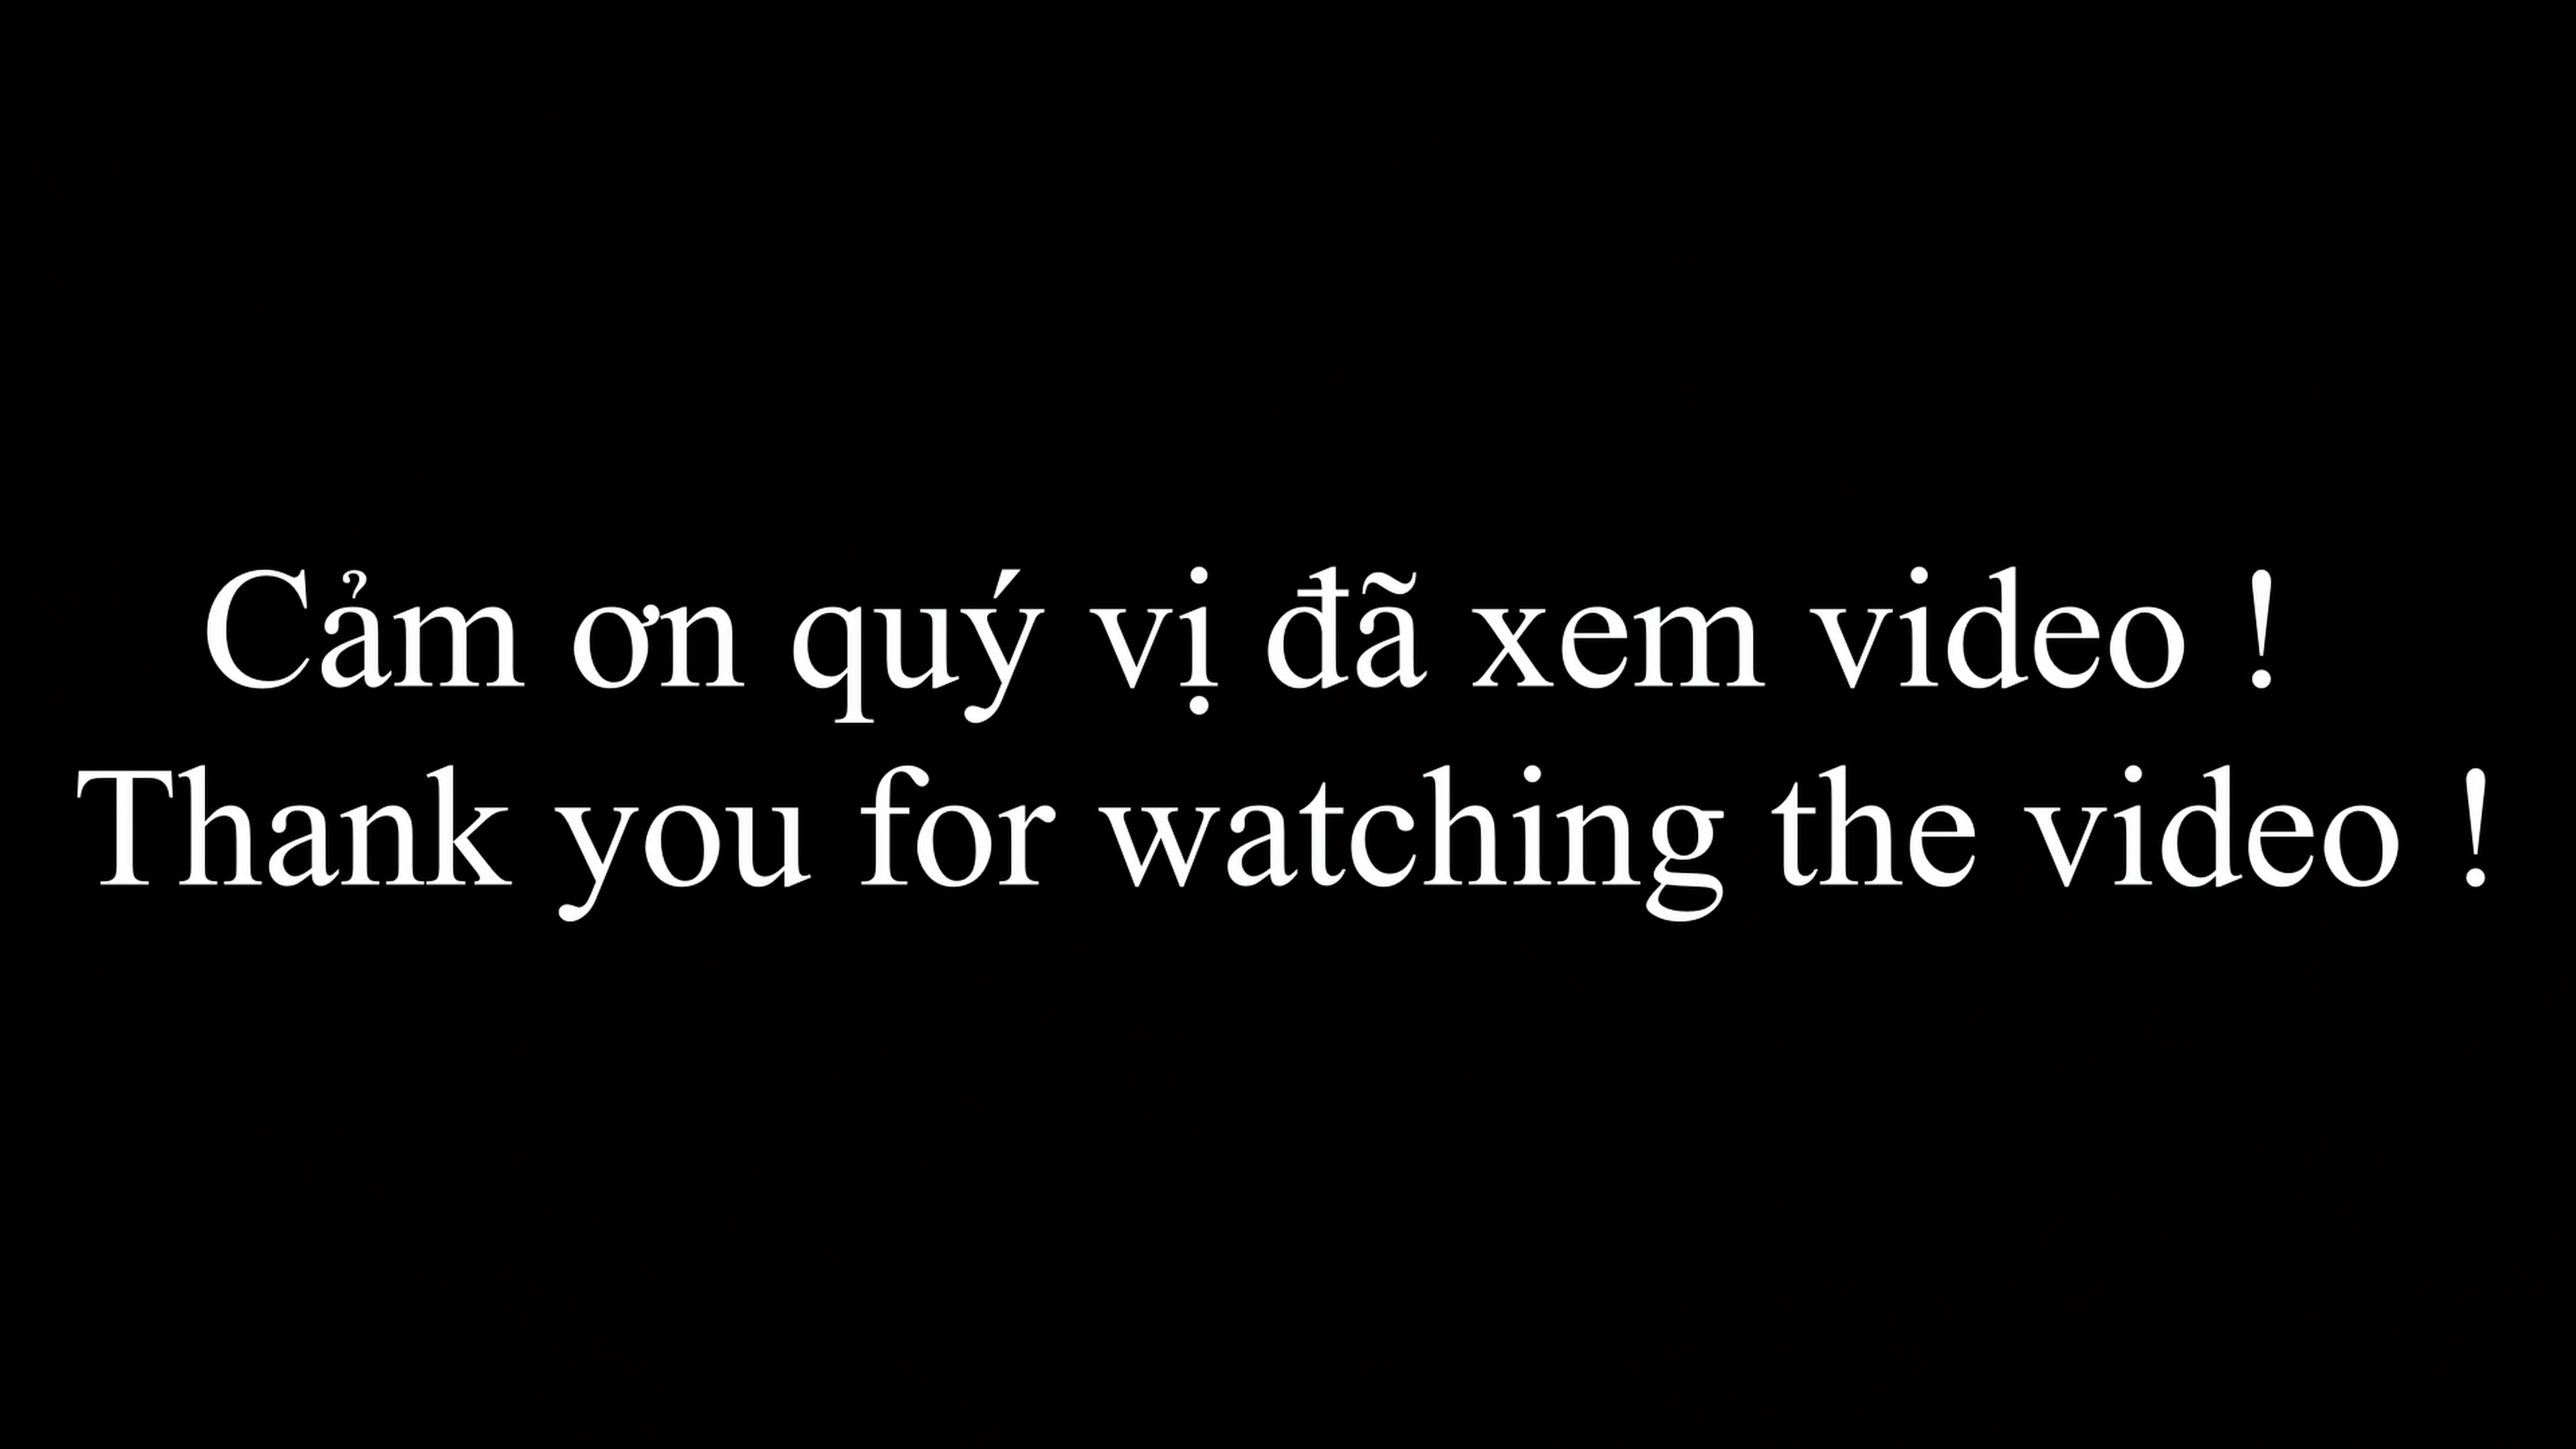 Cảm ơn quý vị đã xem video !
Thank you for watching the video !